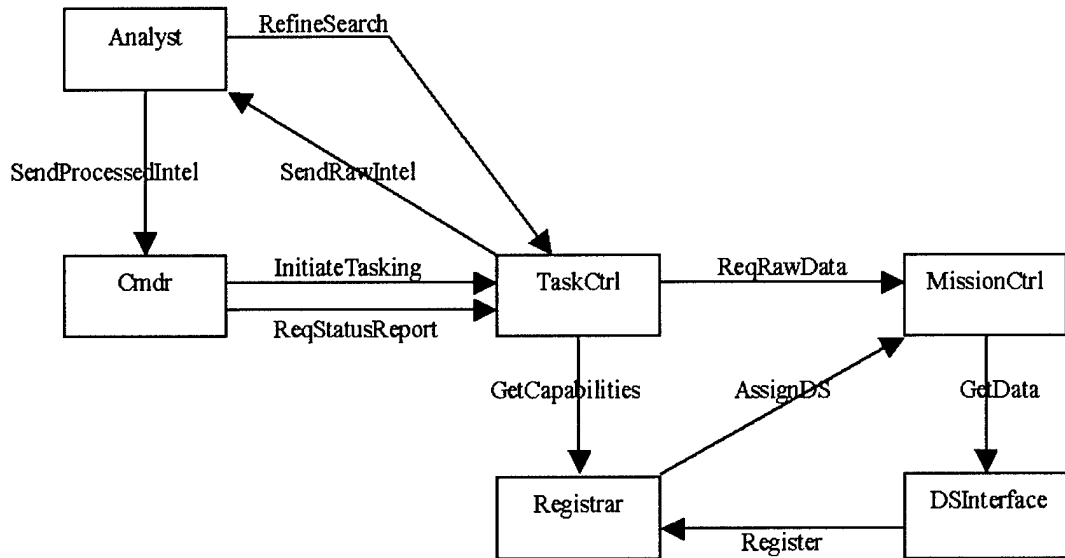 Analyst
RefineSearch
SendProcessedIntel
SendRawIntel
Cmdr
InitiateTasking
ReqStatusReport
TaskCtrl
ReqRawData
MissionCtrl
GetCapabilities
AssignDS
GetData
Registrar
Register
DSInterface